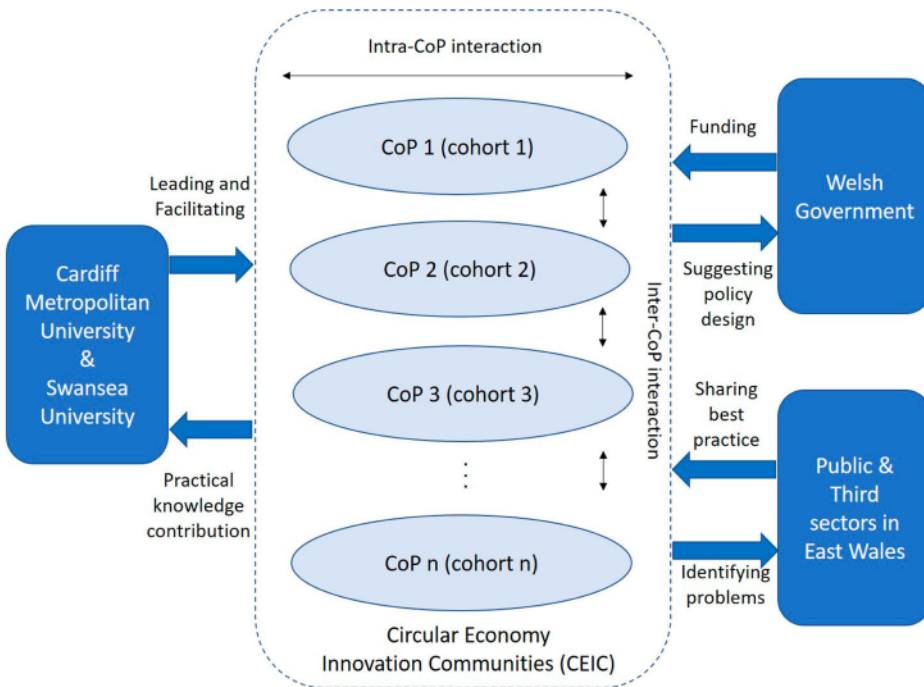 Intra-CoP interaction
CoP 1 (cohort 1)
CoP 2 (cohort 2)
CoP 3 (cohort 3)
⋮
CoP n (cohort n)
Inter-CoP interaction
Circular Economy
Innovation Communities (CEIC)
Leading and
Facilitating
Cardiff
Metropolitan
University
&
Swansea
University
Practical
knowledge
contribution
Funding
Welsh
Government
Suggesting
policy
design
Sharing
best
practice
Public &
Third
sectors in
East Wales
Identifying
problems